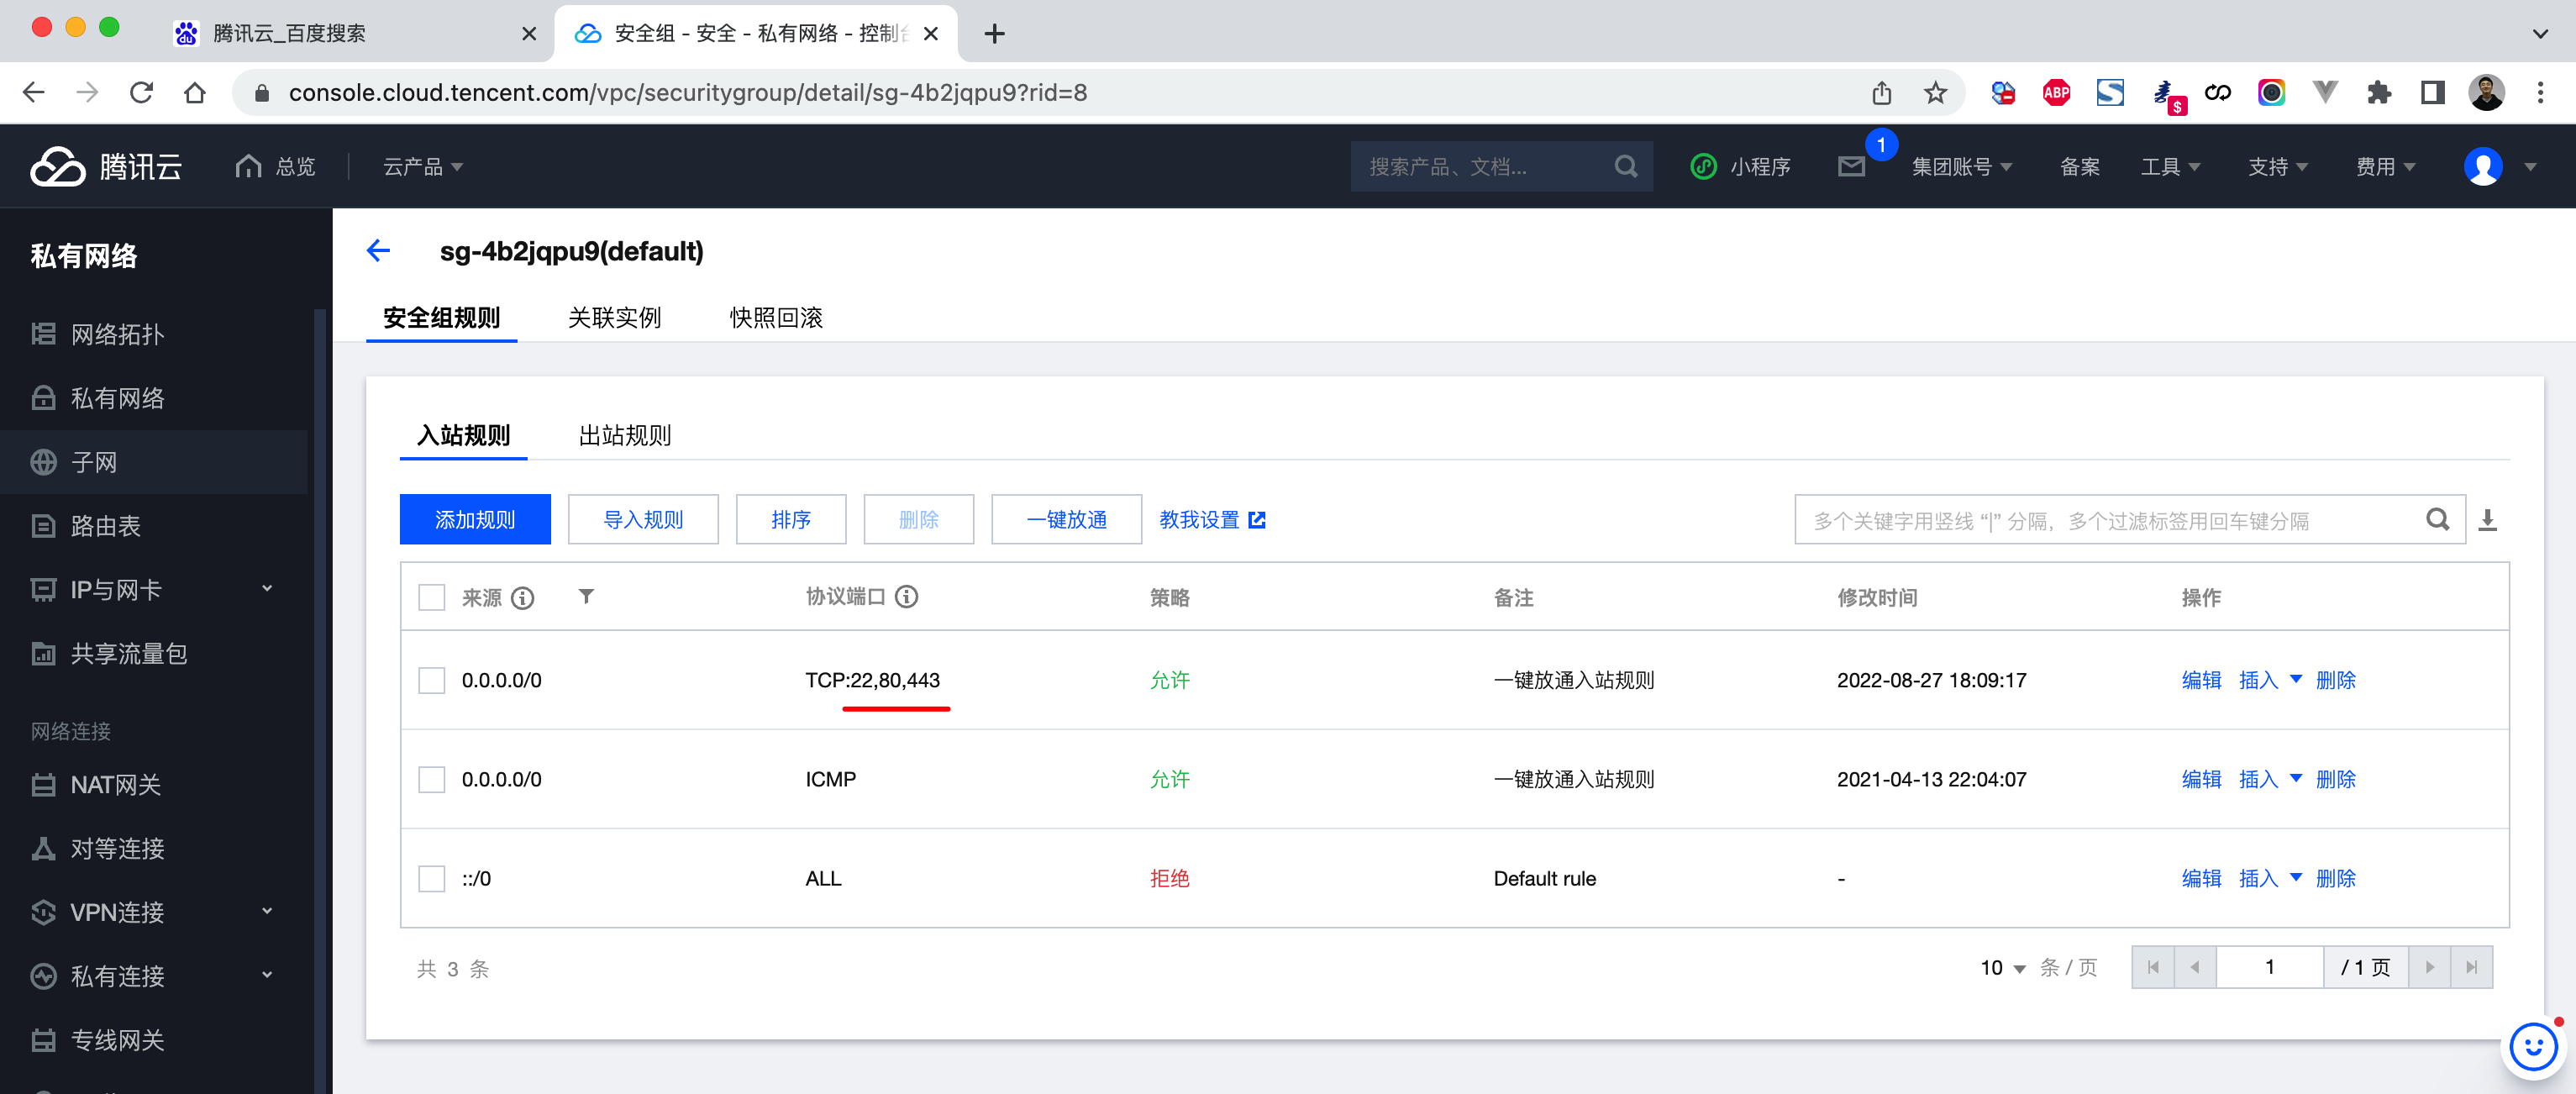 腾讯云_百度搜索
安全组 - 安全 - 私有网络 - 控制台
console.cloud.tencent.com/vpc/securitygroup/detail/sg-4b2jqpu9?rid=8
ABP
$
腾讯云
总览
云产品
搜索产品、文档...
小程序
1
集团账号
备案
工具
支持
费用
私有网络
网络拓扑
私有网络
子网
路由表
IP与网卡
共享流量包
网络连接
NAT网关
对等连接
VPN连接
私有连接
专线网关
sg-4b2jqpu9(default)
安全组规则 关联实例 快照回滚
入站规则 出站规则
添加规则 导入规则 排序 删除 一键放通 教我设置
多个关键字用竖线 “|” 分隔，多个过滤标签用回车键分隔
来源 协议端口 策略 备注 修改时间 操作
0.0.0.0/0 TCP:22,80,443 允许 一键放通入站规则 2022-08-27 18:09:17 编辑 插入 删除
0.0.0.0/0 ICMP 允许 一键放通入站规则 2021-04-13 22:04:07 编辑 插入 删除
::/0 ALL 拒绝 Default rule - 编辑 插入 删除
共 3 条
10 条 / 页 1 / 1 页